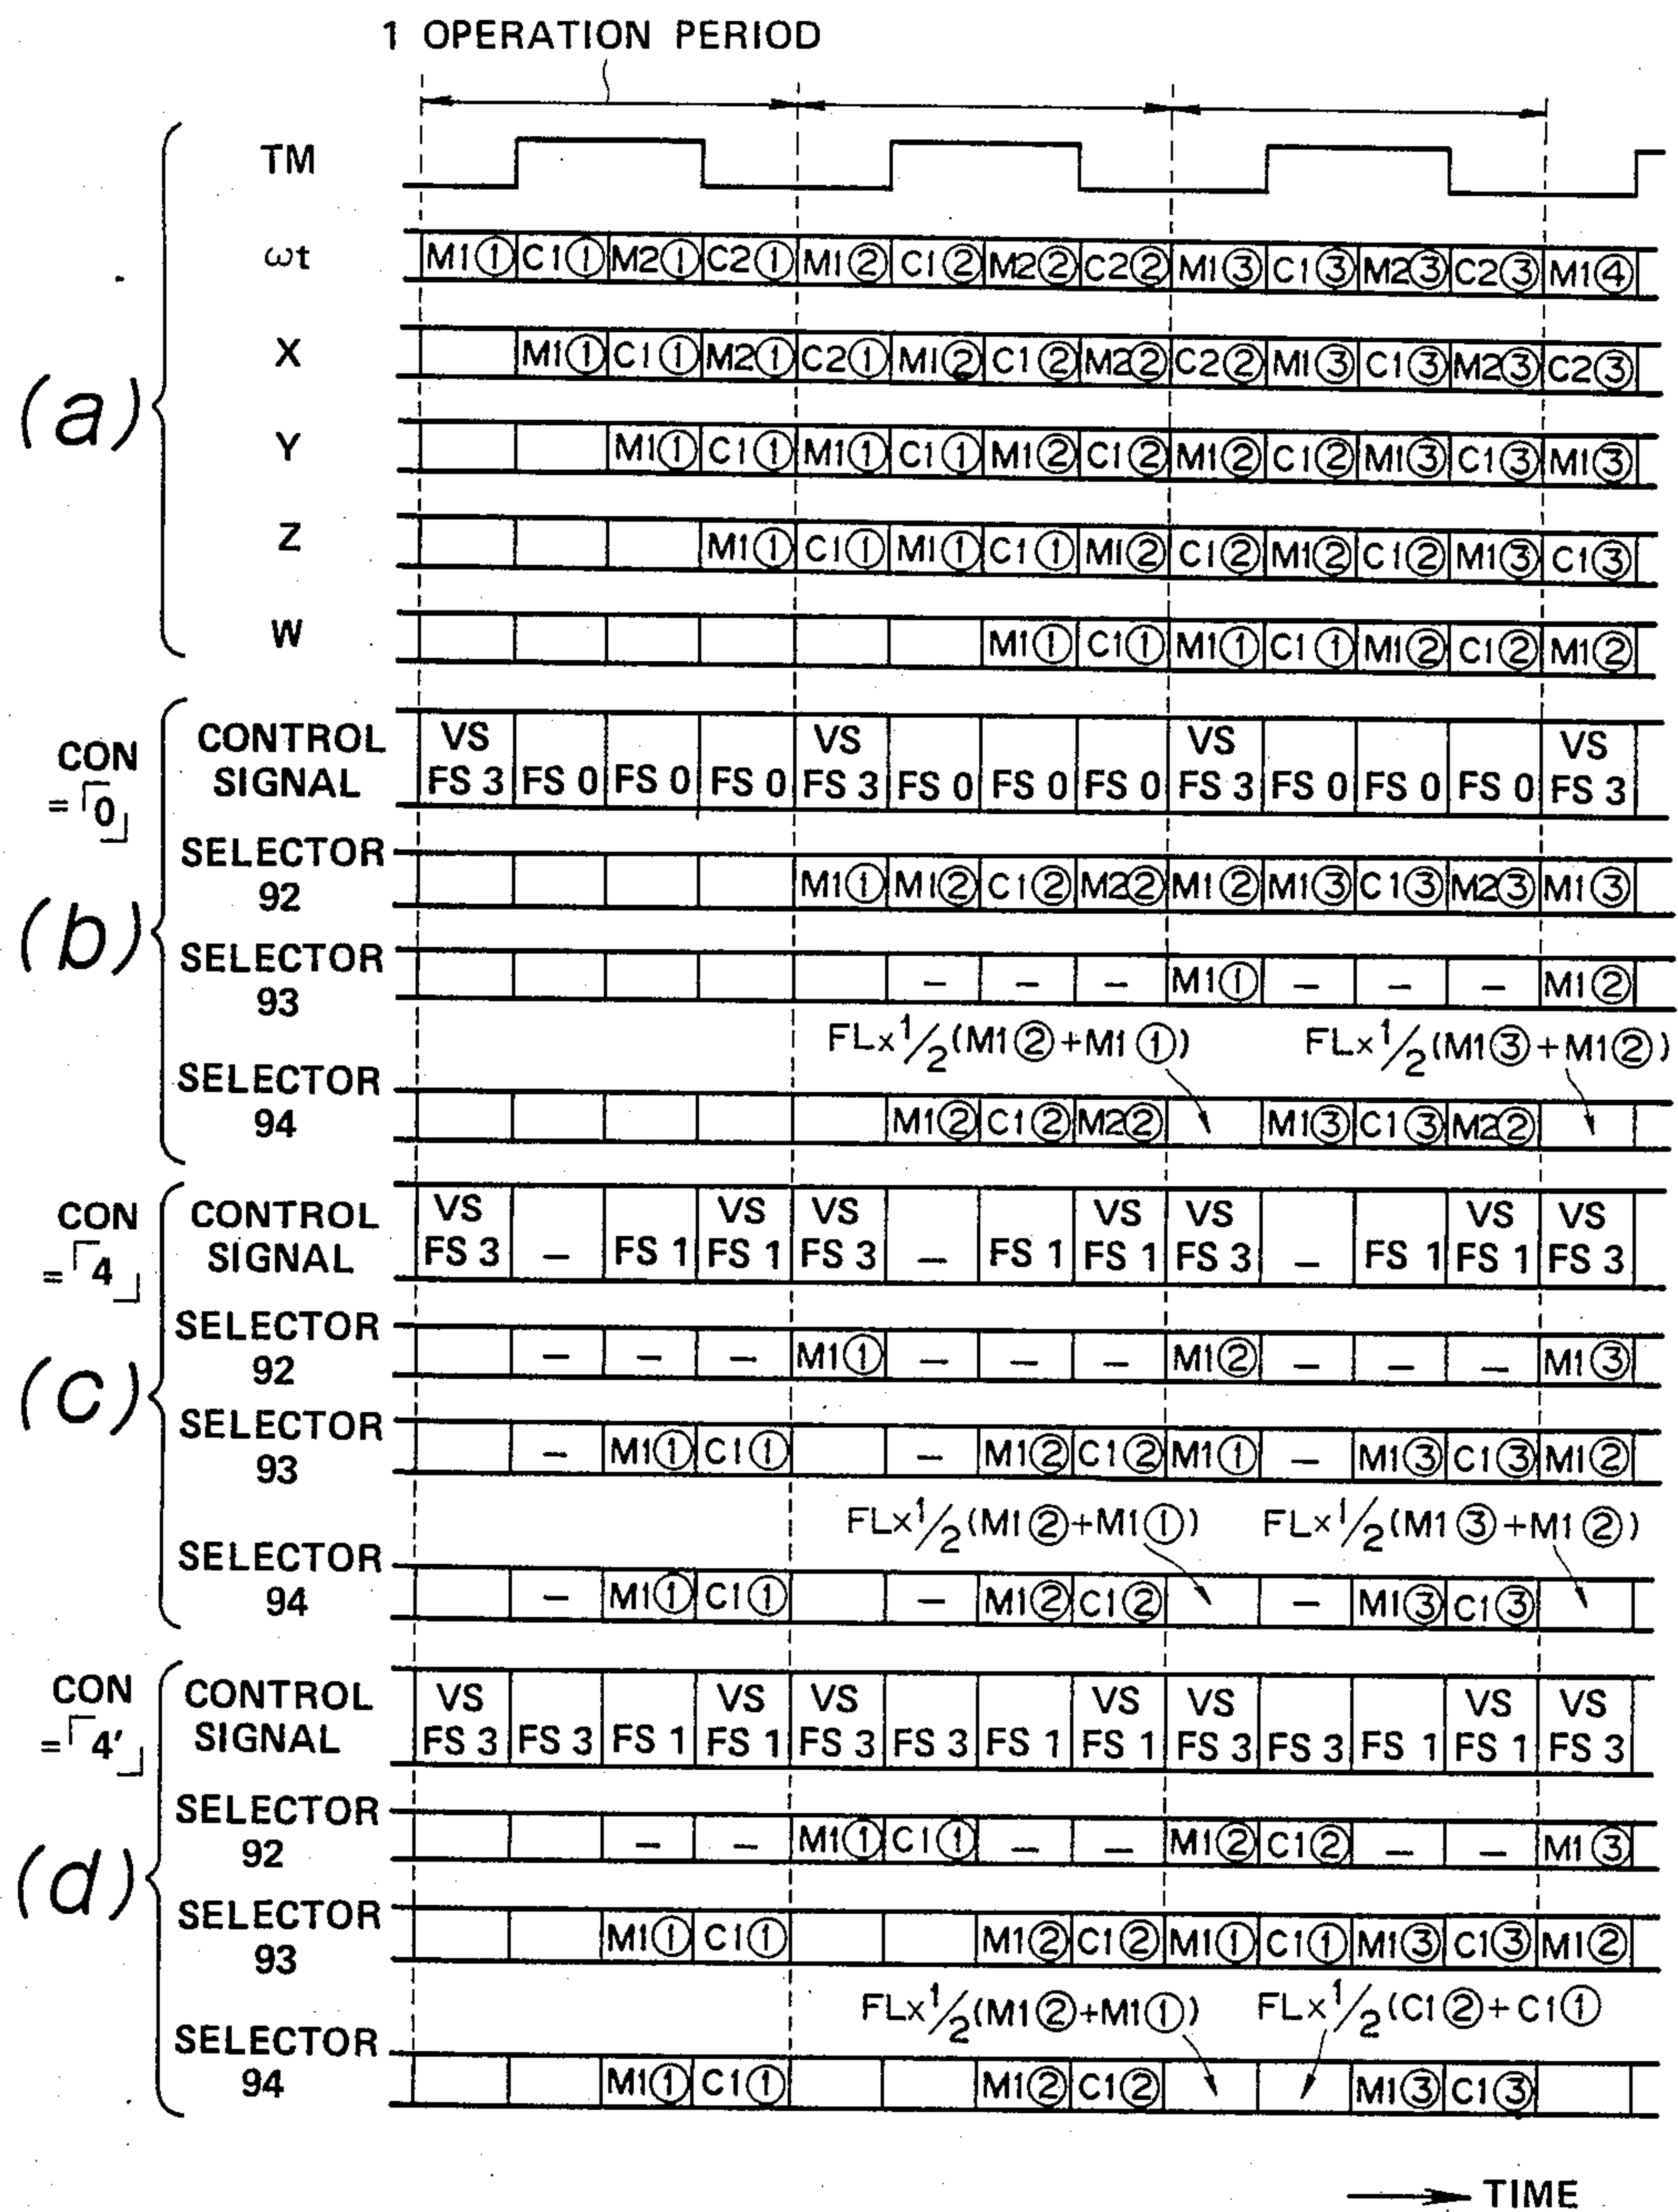 1 OPERATION PERIOD
(a)
TM
ωt M1① C1① M2① C2① M1② C1② M2② C2② M1③ C1③ M2③ C2③ M1④
X M1① C1① M2① C2① M1② C1② M2② C2② M1③ C1③ M2③ C2③
Y M1① C1① M1① C1① M1② C1② M1② C1② M1③ C1③ M1③
Z M1① C1① M1① C1① M1② C1② M1② C1② M1③ C1③
W M1① C1① M1① C1① M1② C1② M1②
(b)
CON =「0」
CONTROL SIGNAL
VS VS VS VS
FS 3 FS 0 FS 0 FS 0 FS 3 FS 0 FS 0 FS 0 FS 3 FS 0 FS 0 FS 0 FS 3
SELECTOR 92 M1① M1② C1② M2② M1② M1③ C1③ M2③ M1③
SELECTOR 93 – – – M1① – – – M1②
FLx1/2(M1②+M1①) FLx1/2(M1③+M1②)
SELECTOR 94 M1② C1② M2② M1③ C1③ M2②
(c)
CON =「4」
CONTROL SIGNAL
VS VS VS VS VS VS VS
FS 3 – FS 1 FS 1 FS 3 – FS 1 FS 1 FS 3 – FS 1 FS 1 FS 3
SELECTOR 92 – – – M1① – – – M1② – – – M1③
SELECTOR 93 – M1① C1① – M1② C1② M1① – M1③ C1③ M1②
FLx1/2(M1②+M1①) FLx1/2(M1③+M1②)
SELECTOR 94 – M1① C1① – M1② C1② – M1③ C1③
(d)
CON =「4'」
CONTROL SIGNAL
VS VS VS VS VS VS VS
FS 3 FS 3 FS 1 FS 1 FS 3 FS 3 FS 1 FS 1 FS 3 FS 3 FS 1 FS 1 FS 3
SELECTOR 92 – – M1① C1① – – M1② C1② – – M1③
SELECTOR 93 M1① C1① M1② C1② M1① C1① M1③ C1③ M1②
FLx1/2(M1②+M1①) FLx1/2(C1②+C1①
SELECTOR 94 M1① C1① M1② C1② M1③ C1③
TIME